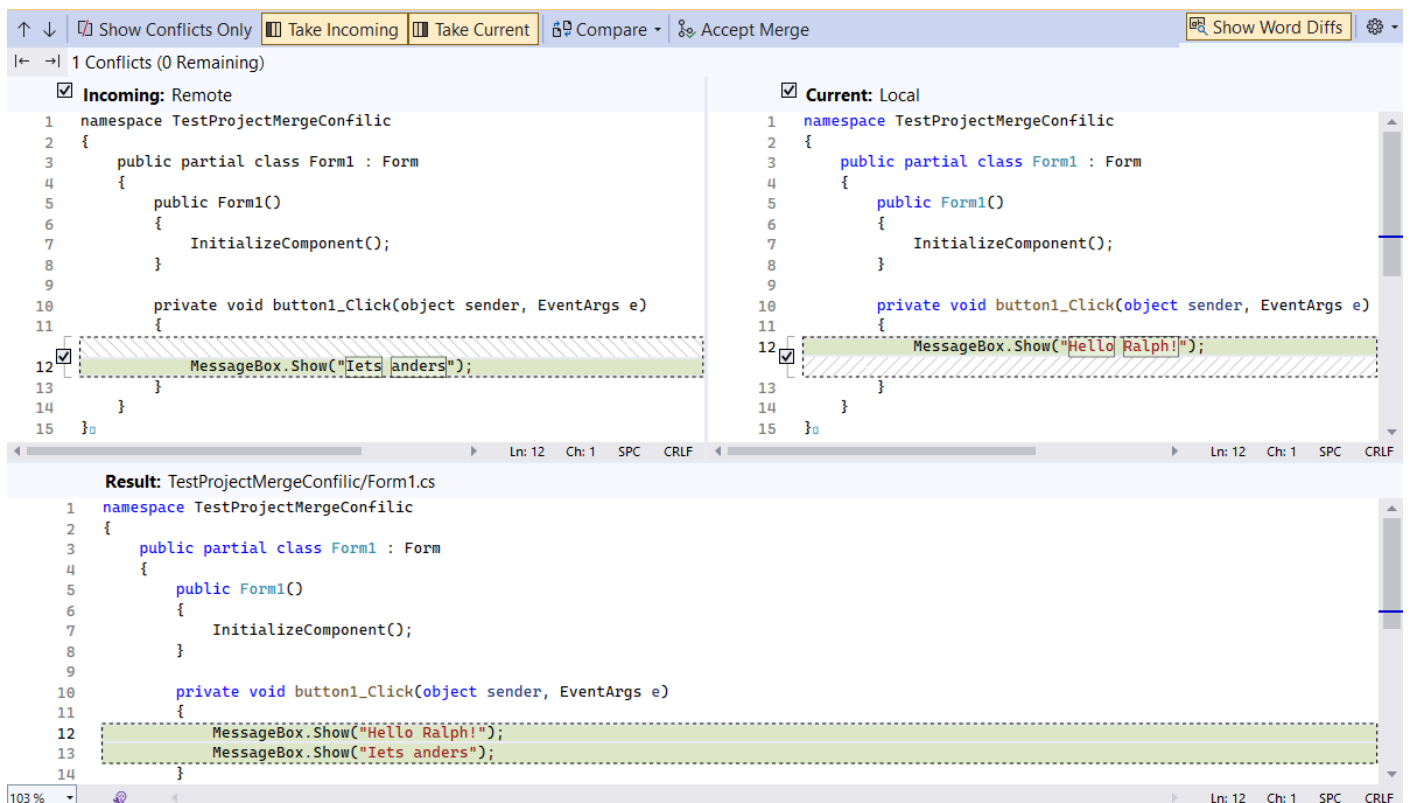 Show Conflicts Only Take Incoming Take Current Compare Accept Merge Show Word Diffs
1 Conflicts (0 Remaining)
Incoming: Remote
1 namespace TestProjectMergeConfilic
2 {
3 public partial class Form1 : Form
4 {
5 public Form1()
6 {
7 InitializeComponent();
8 }
9
10 private void button1_Click(object sender, EventArgs e)
11 {
12 MessageBox.Show("Iets anders");
13 }
14 }
15 }
Ln: 12 Ch: 1 SPC CRLF
Current: Local
1 namespace TestProjectMergeConfilic
2 {
3 public partial class Form1 : Form
4 {
5 public Form1()
6 {
7 InitializeComponent();
8 }
9
10 private void button1_Click(object sender, EventArgs e)
11 {
12 MessageBox.Show("Hello Ralph!");
13 }
14 }
15 }
Ln: 12 Ch: 1 SPC CRLF
Result: TestProjectMergeConfilic/Form1.cs
1 namespace TestProjectMergeConfilic
2 {
3 public partial class Form1 : Form
4 {
5 public Form1()
6 {
7 InitializeComponent();
8 }
9
10 private void button1_Click(object sender, EventArgs e)
11 {
12 MessageBox.Show("Hello Ralph!");
13 MessageBox.Show("Iets anders");
14 }
103 % Ln: 12 Ch: 1 SPC CRLF